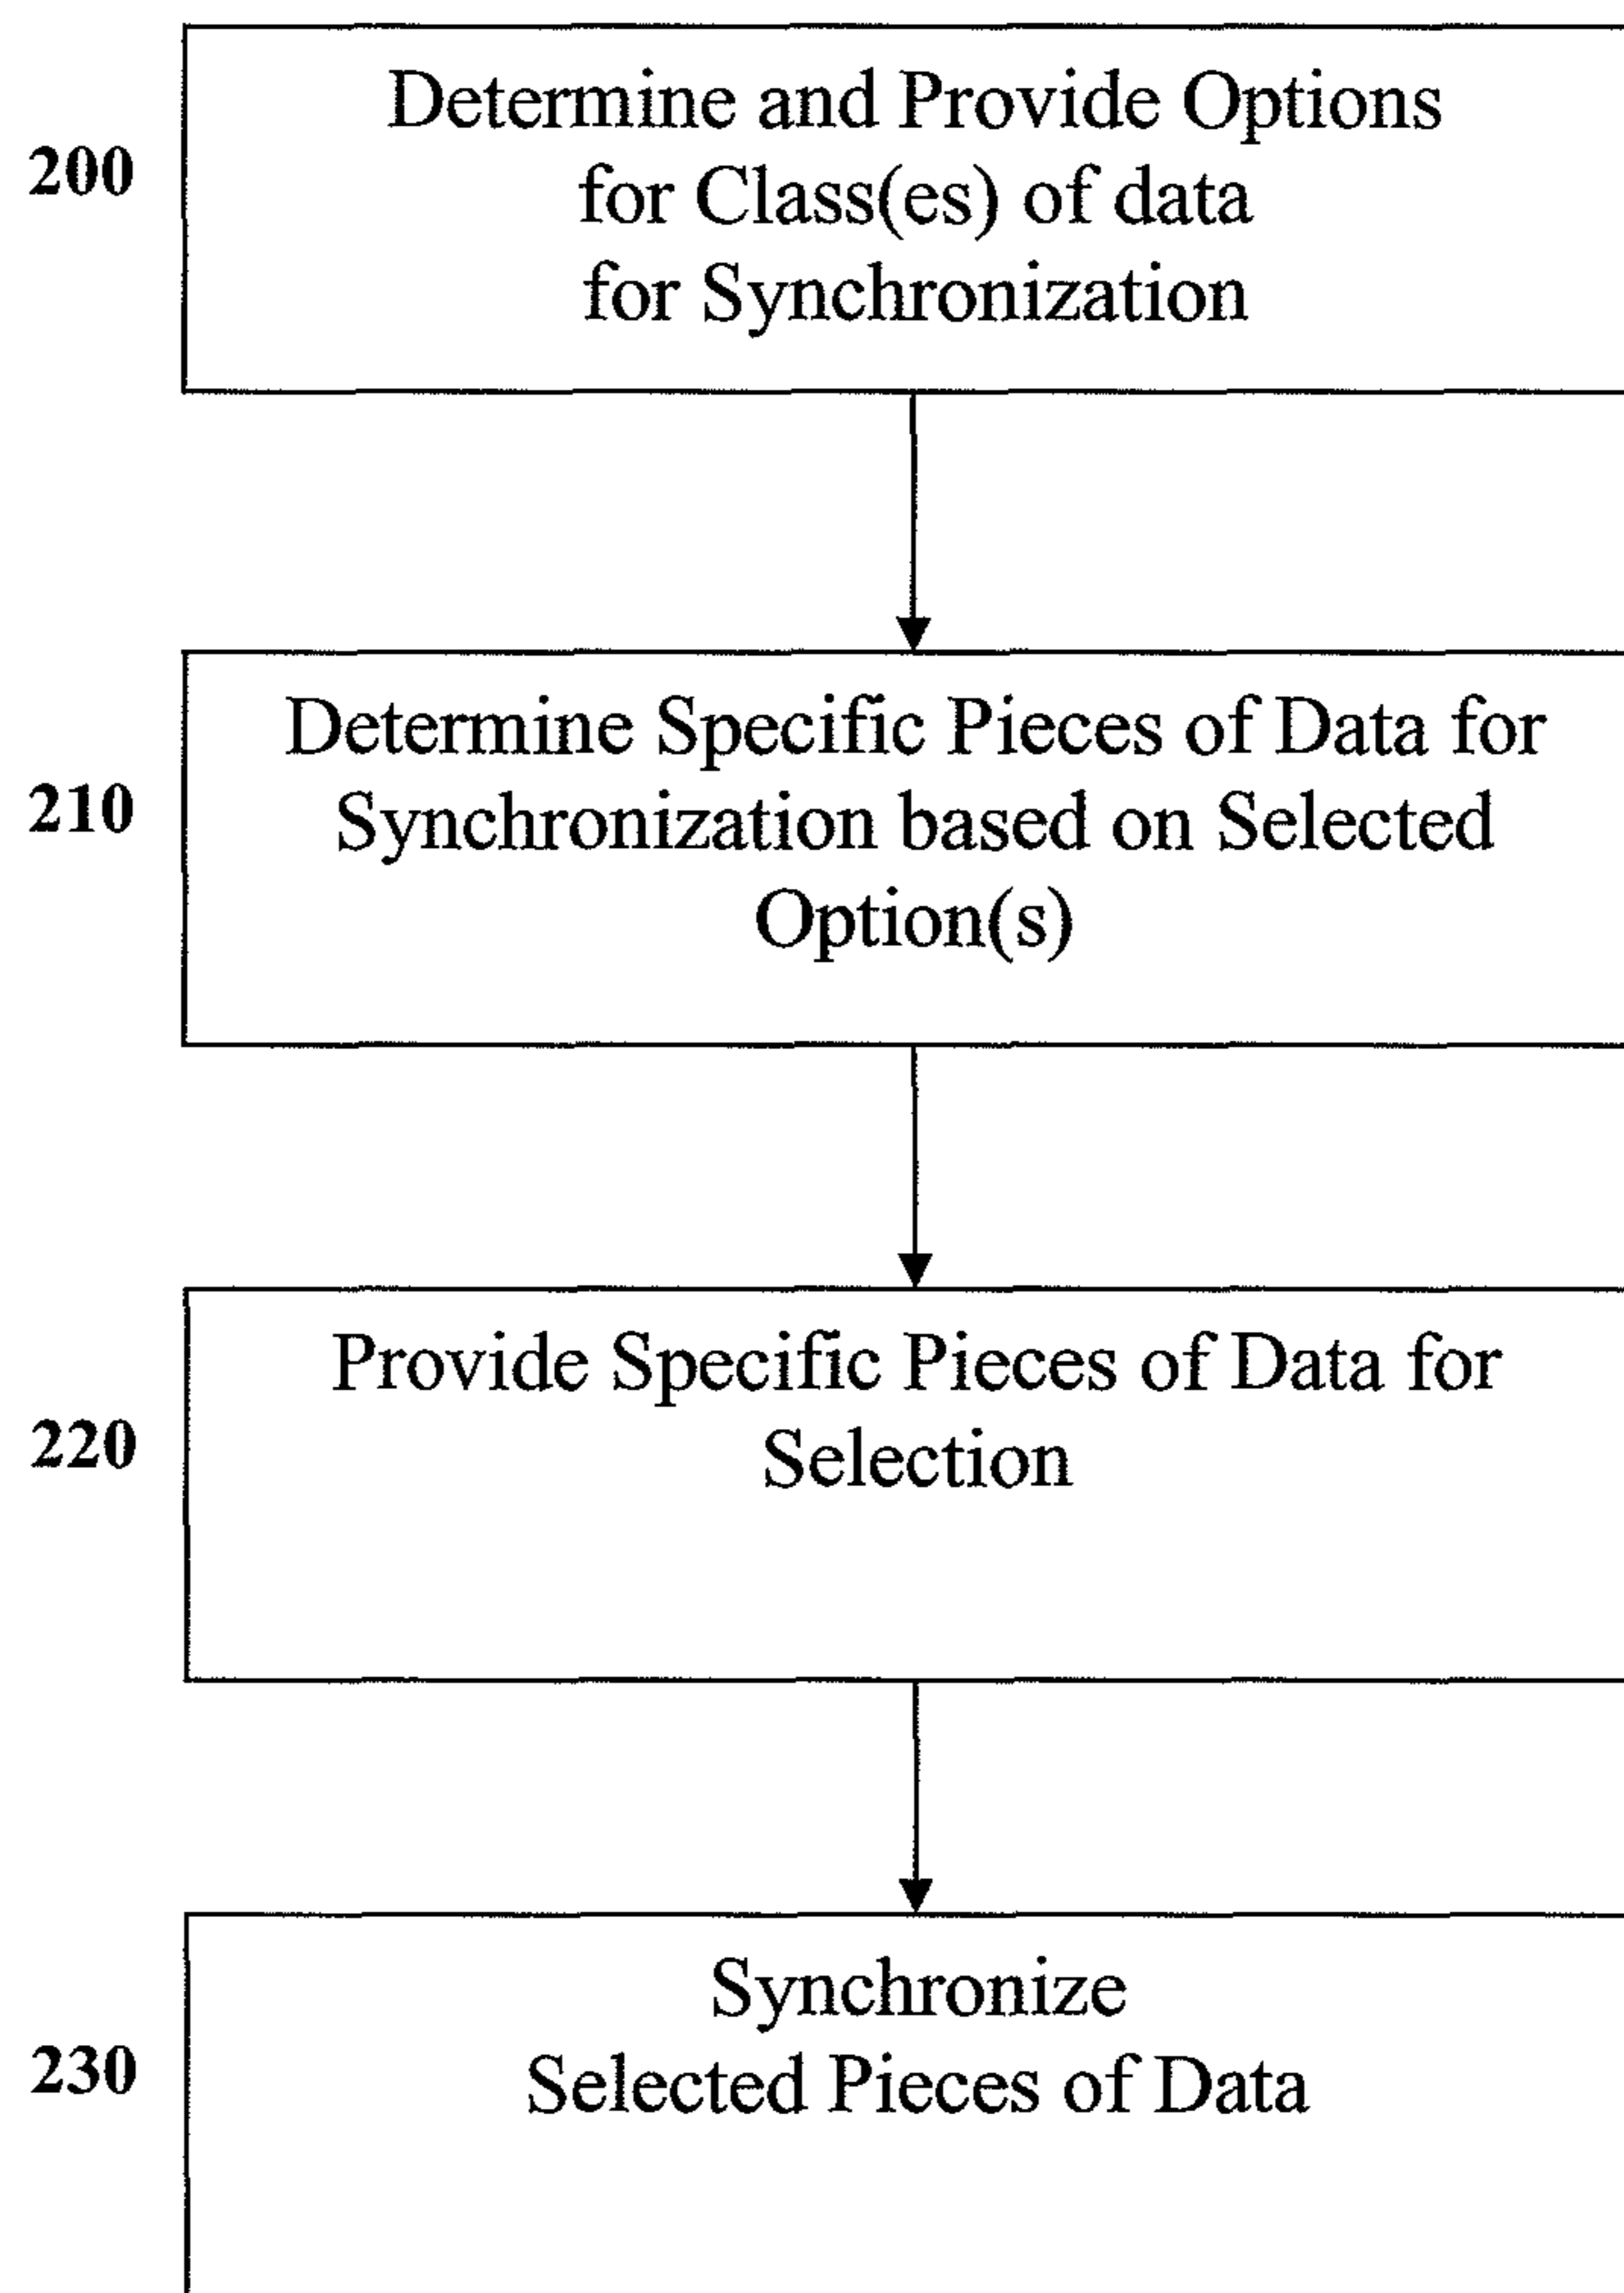 200
Determine and Provide Options
for Class(es) of data
for Synchronization
210
Determine Specific Pieces of Data for
Synchronization based on Selected
Option(s)
220
Provide Specific Pieces of Data for
Selection
230
Synchronize
Selected Pieces of Data